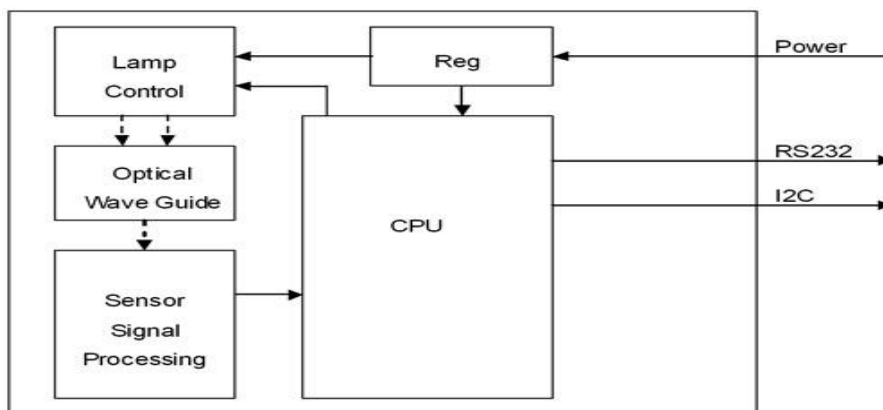 Lamp
Control
Reg
Power
Optical
Wave Guide
RS232
I2C
CPU
Sensor
Signal
Processing